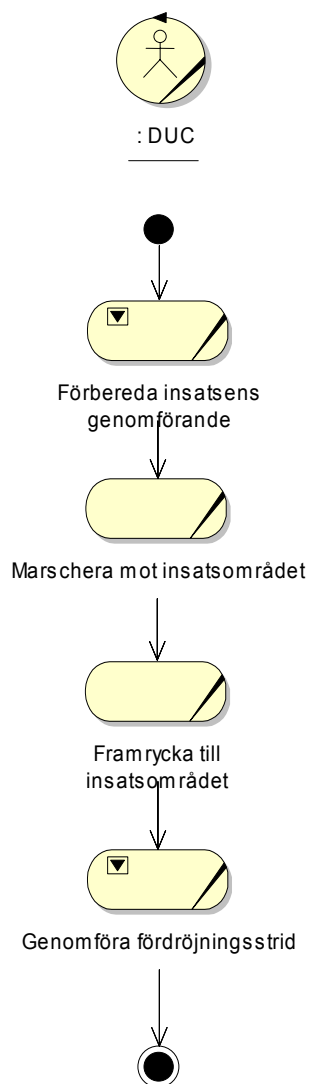 : DUC
Förbereda insatsens
genomförande
Marschera mot insatsområdet
Framrycka till
insatsområdet
Genomföra fördröjningsstrid